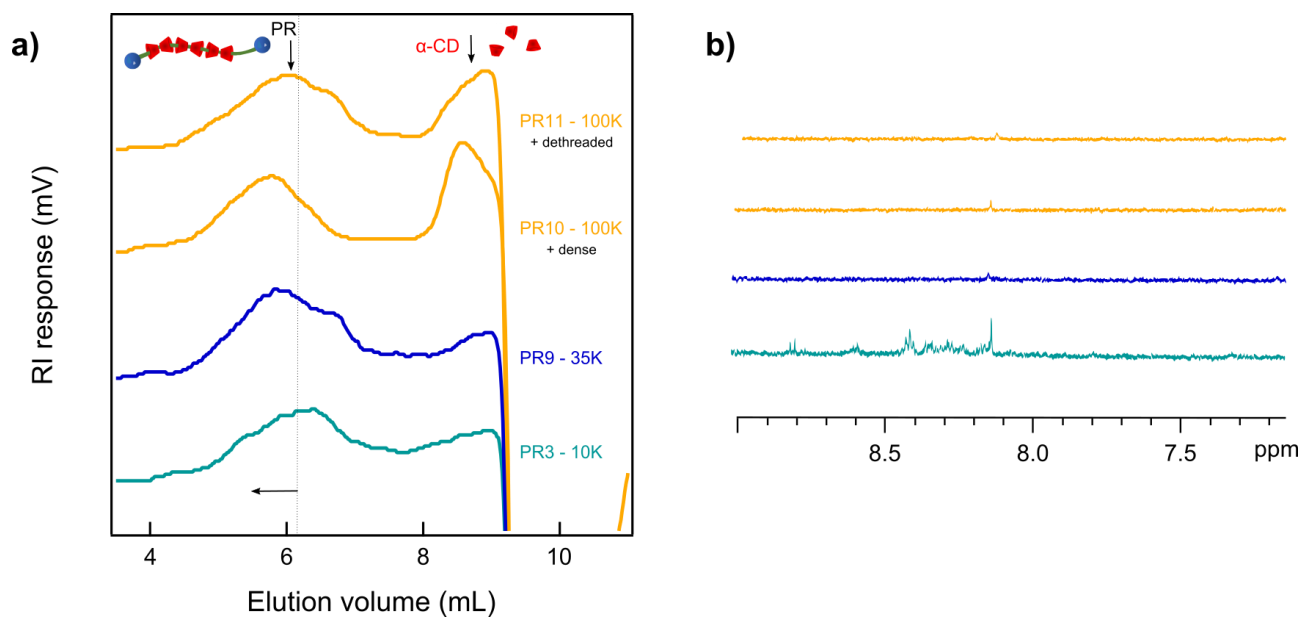 a)
PR
α-CD
PR11 - 100K
+ dethreaded
PR10 - 100K
+ dense
PR9 - 35K
PR3 - 10K
RI response (mV)
4 6 8 10
Elution volume (mL)
b)
8.5 8.0 7.5 ppm